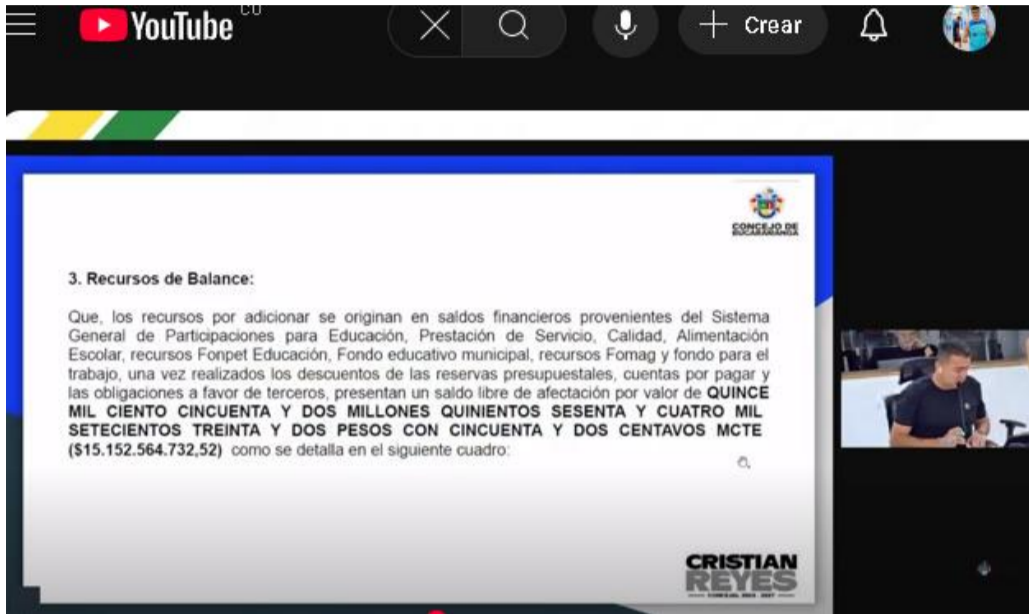 CO
YouTube
Crear
CONCEJO DE
BUCARAMANGA
3. Recursos de Balance:
Que, los recursos por adicionar se originan en saldos financieros provenientes del Sistema
General de Participaciones para Educación, Prestación de Servicio, Calidad, Alimentación
Escolar, recursos Fonpet Educación, Fondo educativo municipal, recursos Fomag y fondo para el
trabajo, una vez realizados los descuentos de las reservas presupuestales, cuentas por pagar y
las obligaciones a favor de terceros, presentan un saldo libre de afectación por valor de QUINCE
MIL CIENTO CINCUENTA Y DOS MILLONES QUINIENTOS SESENTA Y CUATRO MIL
SETECIENTOS TREINTA Y DOS PESOS CON CINCUENTA Y DOS CENTAVOS MCTE
($15.152.564.732,52) como se detalla en el siguiente cuadro:
CRISTIAN
REYES
CONCEJAL 2024 - 2027